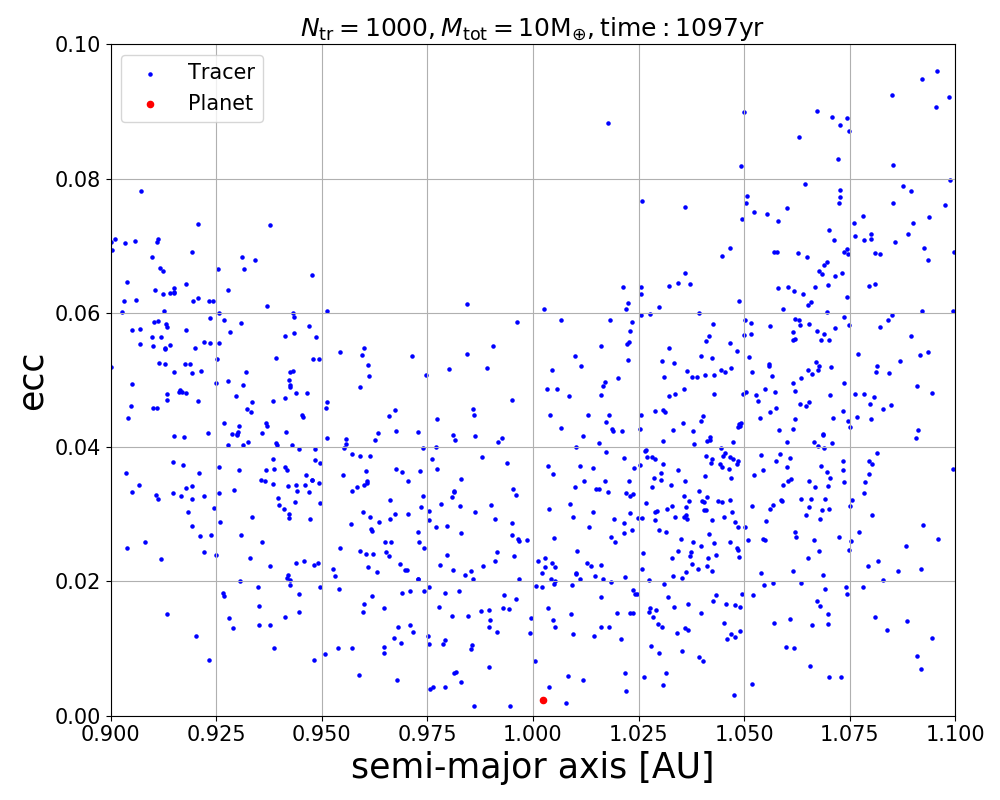 N_tr = 1000, M_tot = 10M_⊕, time : 1097yr
Tracer
Planet
ecc
0.10
0.08
0.06
0.04
0.02
0.00
0.900 0.925 0.950 0.975 1.000 1.025 1.050 1.075 1.100
semi-major axis [AU]